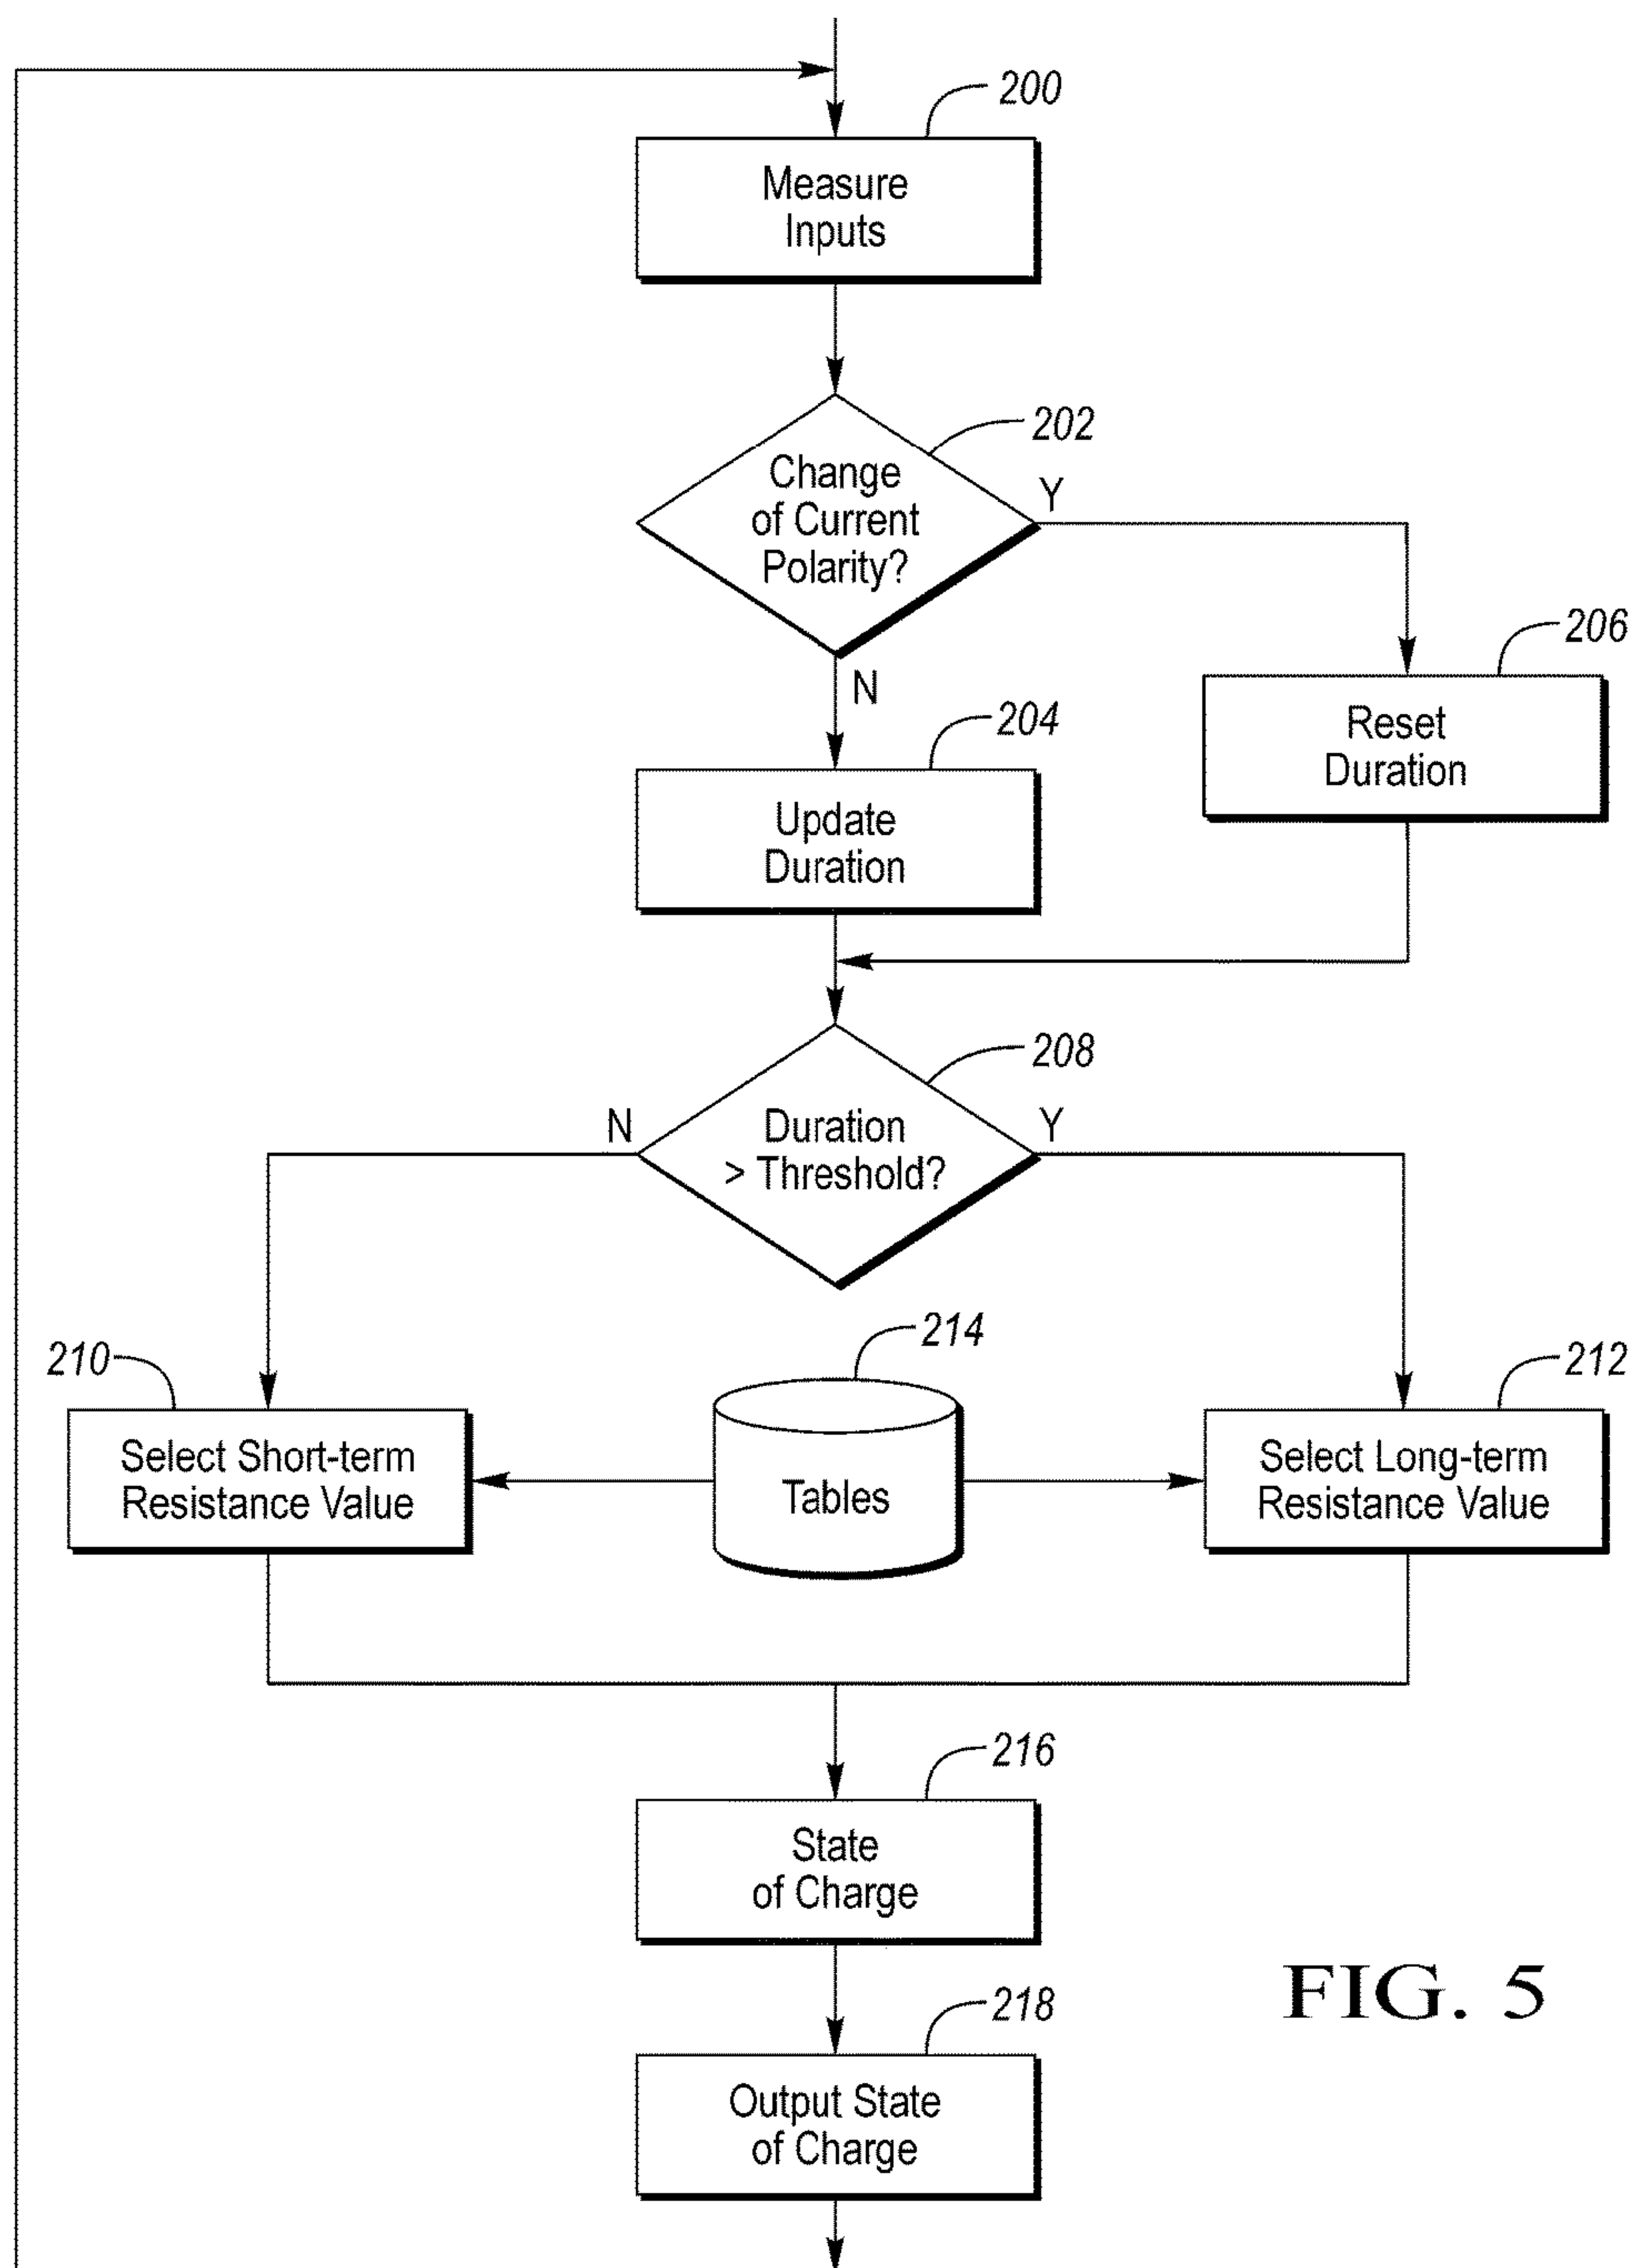 200
Measure
Inputs
202
Change
of Current
Polarity?
Y
N
206
Reset
Duration
204
Update
Duration
208
N
Duration
> Threshold?
Y
210
Select Short-term
Resistance Value
214
Tables
212
Select Long-term
Resistance Value
216
State
of Charge
218
Output State
of Charge
FIG. 5